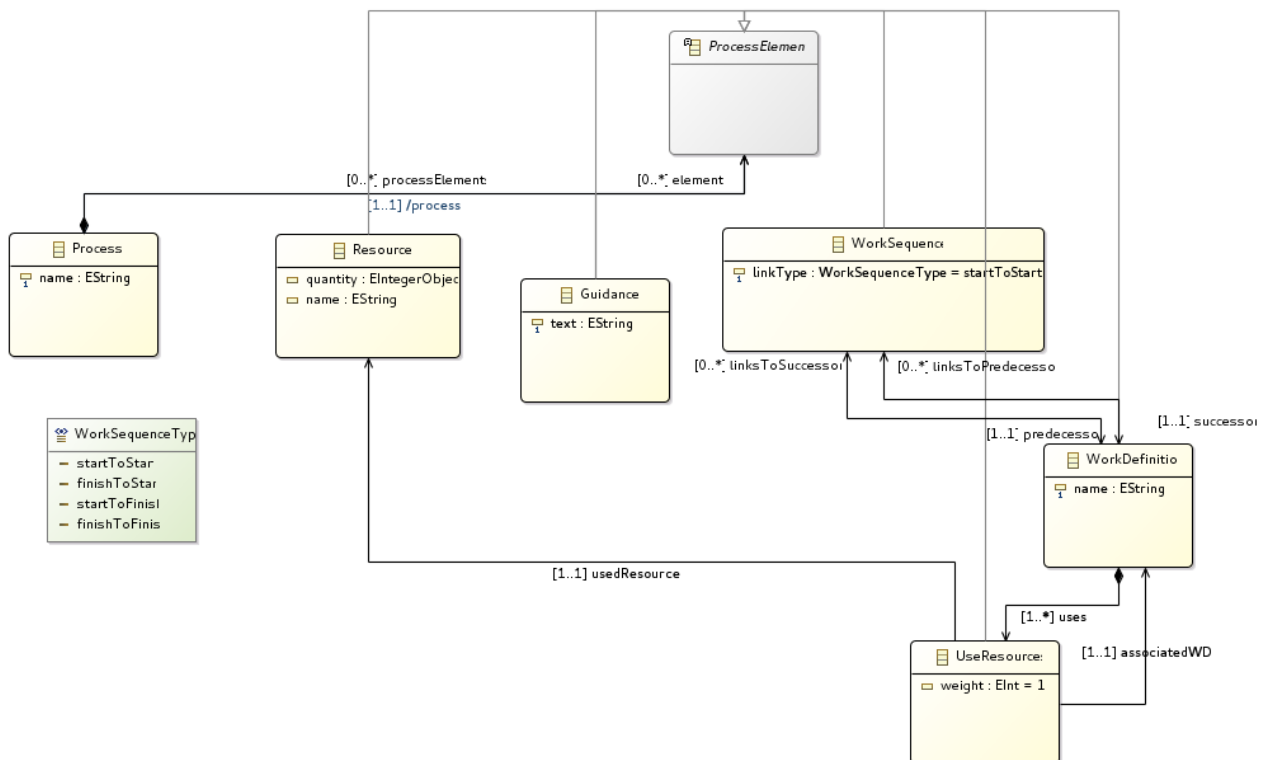 ProcessElemen
[0..*] processElement:
[0..*] element
[1..1] /process
Process
name : EString
Resource
quantity : EIntegerObjec
name : EString
Guidance
text : EString
WorkSequence
linkType : WorkSequenceType = startToStart
[0..*] linksToSuccessor
[0..*] linksToPredecesso
[1..1] predecesso
[1..1] successor
WorkSequenceTyp
startToStar
finishToStar
startToFinisl
finishToFinis
WorkDefinitio
name : EString
[1..1] usedResource
[1..*] uses
[1..1] associatedWD
UseResource:
weight : EInt = 1